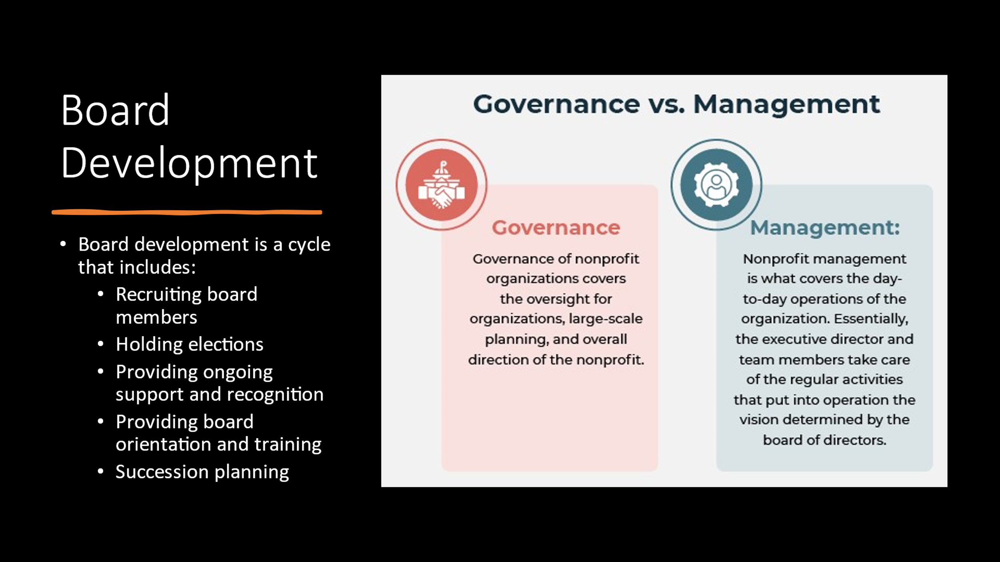 Board
Development
• Board development is a cycle
that includes:
• Recruiting board
members
• Holding elections
• Providing ongoing
support and recognition
• Providing board
orientation and training
• Succession planning
Governance vs. Management
Governance
Governance of nonprofit
organizations covers
the oversight for
organizations, large-scale
planning, and overall
direction of the nonprofit.
Management:
Nonprofit management
is what covers the day-
to-day operations of the
organization. Essentially,
the executive director and
team members take care
of the regular activities
that put into operation the
vision determined by the
board of directors.